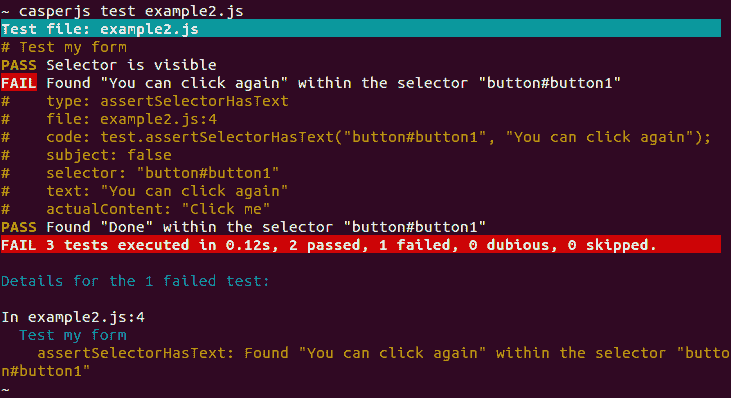 ~ casperjs test example2.js
Test file: example2.js
# Test my form
PASS Selector is visible
FAIL Found "You can click again" within the selector "button#button1"
#    type: assertSelectorHasText
#    file: example2.js:4
#    code: test.assertSelectorHasText("button#button1", "You can click again");
#    subject: false
#    selector: "button#button1"
#    text: "You can click again"
#    actualContent: "Click me"
PASS Found "Done" within the selector "button#button1"
FAIL 3 tests executed in 0.12s, 2 passed, 1 failed, 0 dubious, 0 skipped.
Details for the 1 failed test:
In example2.js:4
  Test my form
    assertSelectorHasText: Found "You can click again" within the selector "butto
n#button1"
~